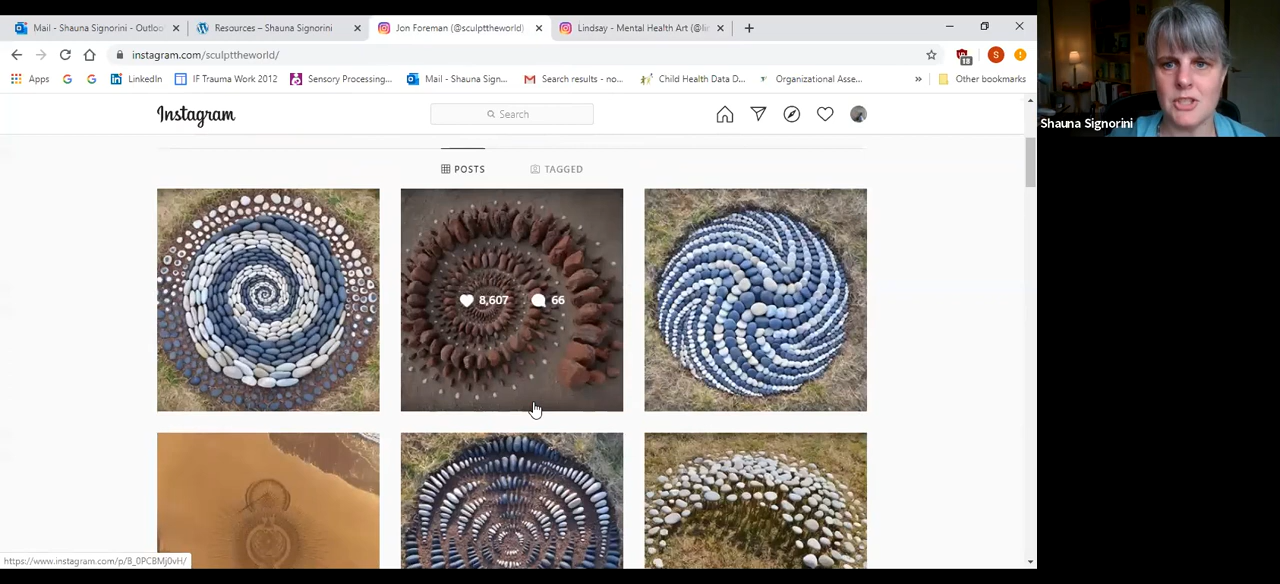 Mail - Shauna Signorini - Outloo
Resources – Shauna Signorini
Jon Foreman (@sculpttheworld)
Lindsay - Mental Health Art (@li
instagram.com/sculpttheworld/
S
13
Apps
LinkedIn
IF Trauma Work 2012
Sensory Processing...
Mail - Shauna Sign...
Search results - no...
Child Health Data D...
Organizational Asse...
»
Other bookmarks
Instagram
Search
POSTS
TAGGED
8,607
66
https://www.instagram.com/p/B_0PCBMj0vH/
Shauna Signorini